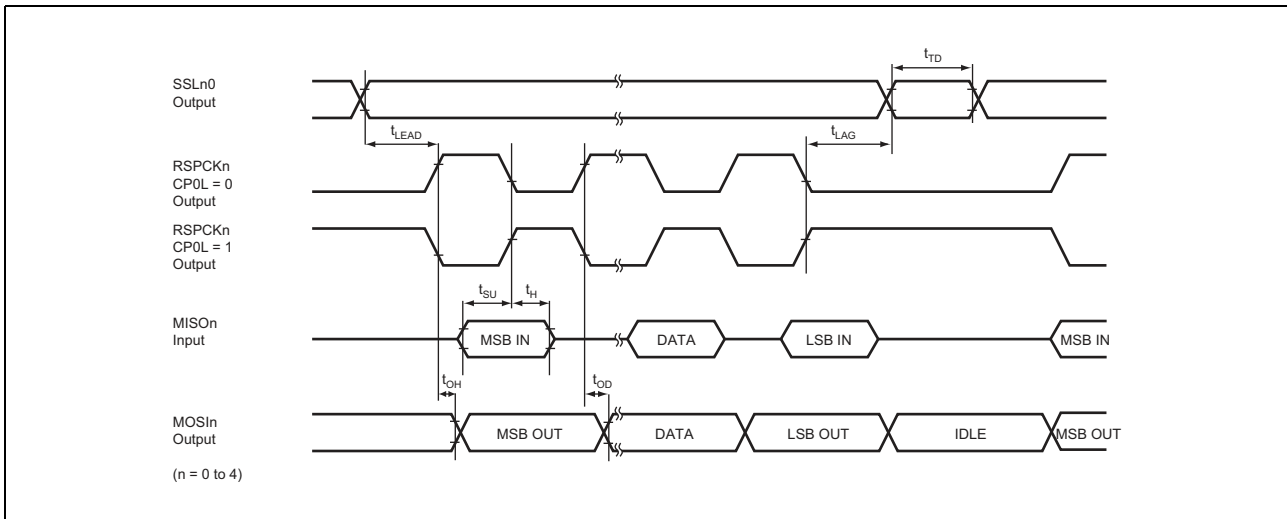 SSLn0
Output
tTD
tLEAD
tLAG
RSPCKn
CP0L = 0
Output
RSPCKn
CP0L = 1
Output
tSU
tH
MISOn
Input
MSB IN
DATA
LSB IN
MSB IN
tOH
tOD
MOSIn
Output
MSB OUT
DATA
LSB OUT
IDLE
MSB OUT
(n = 0 to 4)